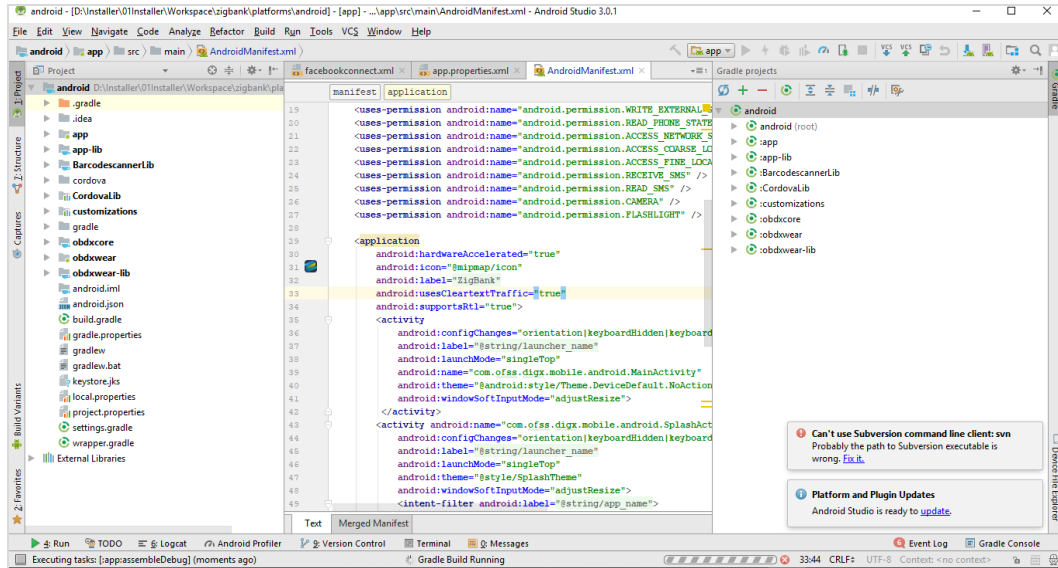 android - [D:\Installer\01Installer\Workspace\zigbank\platforms\android] - [app] - ...\app\src\main\AndroidManifest.xml - Android Studio 3.0.1
File Edit View Navigate Code Analyze Refactor Build Run Tools VCS Window Help
android app src main AndroidManifest.xml
app
VCS VCS
Project
facebookconnect.xml
app.properties.xml
AndroidManifest.xml
Gradle projects
1: Project
7: Structure
Captures
Build Variants
2: Favorites
android D:\Installer\01Installer\Workspace\zigbank\pla
.gradle
.idea
app
app-lib
BarcodescannerLib
cordova
CordovaLib
customizations
gradle
obdxcore
obdxwear
obdxwear-lib
android.iml
android.json
build.gradle
gradle.properties
gradlew
gradlew.bat
keystore.jks
local.properties
project.properties
settings.gradle
wrapper.gradle
External Libraries
manifest application
19 <uses-permission android:name="android.permission.WRITE_EXTERNAL_S
20 <uses-permission android:name="android.permission.READ_PHONE_STATE
21 <uses-permission android:name="android.permission.ACCESS_NETWORK_S
22 <uses-permission android:name="android.permission.ACCESS_COARSE_LO
23 <uses-permission android:name="android.permission.ACCESS_FINE_LOCA
24 <uses-permission android:name="android.permission.RECEIVE_SMS" />
25 <uses-permission android:name="android.permission.READ_SMS" />
26 <uses-permission android:name="android.permission.CAMERA" />
27 <uses-permission android:name="android.permission.FLASHLIGHT" />
28
29 <application
30 android:hardwareAccelerated="true"
31 android:icon="@mipmap/icon"
32 android:label="ZigBank"
33 android:usesCleartextTraffic="true"
34 android:supportsRtl="true">
35 <activity
36 android:configChanges="orientation|keyboardHidden|keyboard
37 android:label="@string/launcher_name"
38 android:launchMode="singleTop"
39 android:name="com.ofss.digx.mobile.android.MainActivity"
40 android:theme="@android:style/Theme.DeviceDefault.NoAction
41 android:windowSoftInputMode="adjustResize">
42 </activity>
43 <activity android:name="com.ofss.digx.mobile.android.SplashAct
44 android:configChanges="orientation|keyboardHidden|keyboard
45 android:label="@string/launcher_name"
46 android:launchMode="singleTop"
47 android:theme="@style/SplashTheme"
48 android:windowSoftInputMode="adjustResize">
49 <intent-filter android:label="@string/app_name">
Text Merged Manifest
android
android (root)
:app
:app-lib
:BarcodescannerLib
:CordovaLib
:customizations
:obdxcore
:obdxwear
:obdxwear-lib
Gradle
Device File Explorer
Can't use Subversion command line client: svn
Probably the path to Subversion executable is
wrong. Fix it.
Platform and Plugin Updates
Android Studio is ready to update.
4: Run TODO 6: Logcat Android Profiler 9: Version Control Terminal 0: Messages Event Log Gradle Console
Executing tasks: [:app:assembleDebug] (moments ago) Gradle Build Running 33:44 CRLF÷ UTF-8 Context: <no context>